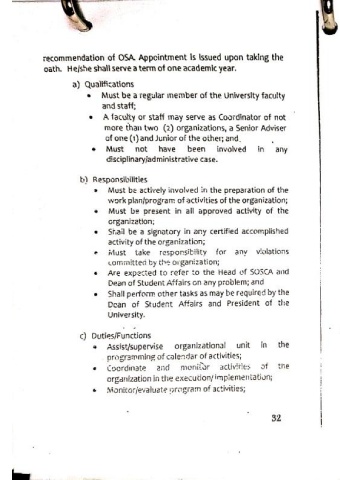 recommendation of OSA. Appointment is issued upon taking the
oath. He/she shall serve a term of one academic year.
a) Qualifications
• Must be a regular member of the University faculty
and staff;
• A faculty or staff may serve as Coordinator of not
more than two (2) organizations, a Senior Adviser
of one (1) and Junior of the other; and
• Must not have been involved in any
disciplinary/administrative case.
b) Responsibilities
• Must be actively involved in the preparation of the
work plan/program of activities of the organization;
• Must be present in all approved activity of the
organization;
• Shall be a signatory in any certified accomplished
activity of the organization;
• Must take responsibility for any violations
committed by the organization;
• Are expected to refer to the Head of SOSCA and
Dean of Student Affairs on any problem; and
• Shall perform other tasks as may be required by the
Dean of Student Affairs and President of the
University.
c) Duties/Functions
• Assist/supervise organizational unit in the
programming of calendar of activities;
• Coordinate and monitor activities of the
organization in the execution/implementation;
• Monitor/evaluate program of activities;
32